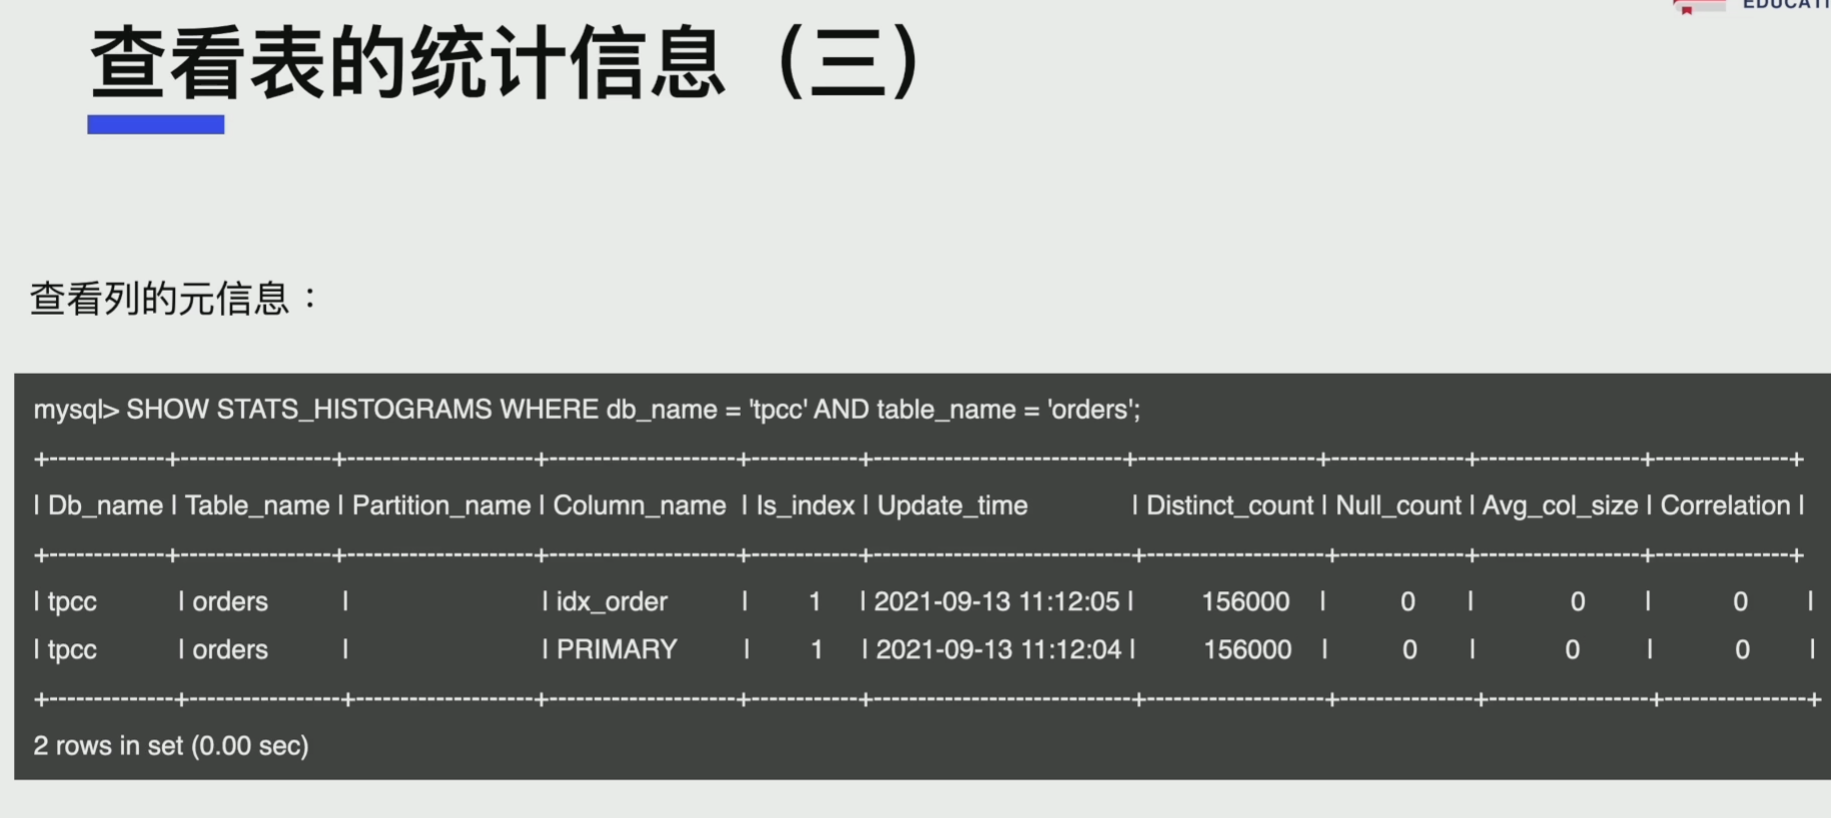 EDUCATI
查看表的统计信息（三）
查看列的元信息：
mysql> SHOW STATS_HISTOGRAMS WHERE db_name = 'tpcc' AND table_name = 'orders';
+-------------+-----------------+---------------------+---------------------+------------+----------------------------+--------------------+---------------+------------------+---------------+
| Db_name | Table_name | Partition_name | Column_name | Is_index | Update_time | Distinct_count | Null_count | Avg_col_size | Correlation |
+-------------+-----------------+---------------------+---------------------+------------+-----------------------------+--------------------+---------------+------------------+---------------+
| tpcc | orders | | idx_order | 1 | 2021-09-13 11:12:05 | 156000 | 0 | 0 | 0 |
| tpcc | orders | | PRIMARY | 1 | 2021-09-13 11:12:04 | 156000 | 0 | 0 | 0 |
+--------------+-----------------+---------------------+---------------------+------------+-----------------------------+--------------------+---------------+------------------+----------------+
2 rows in set (0.00 sec)